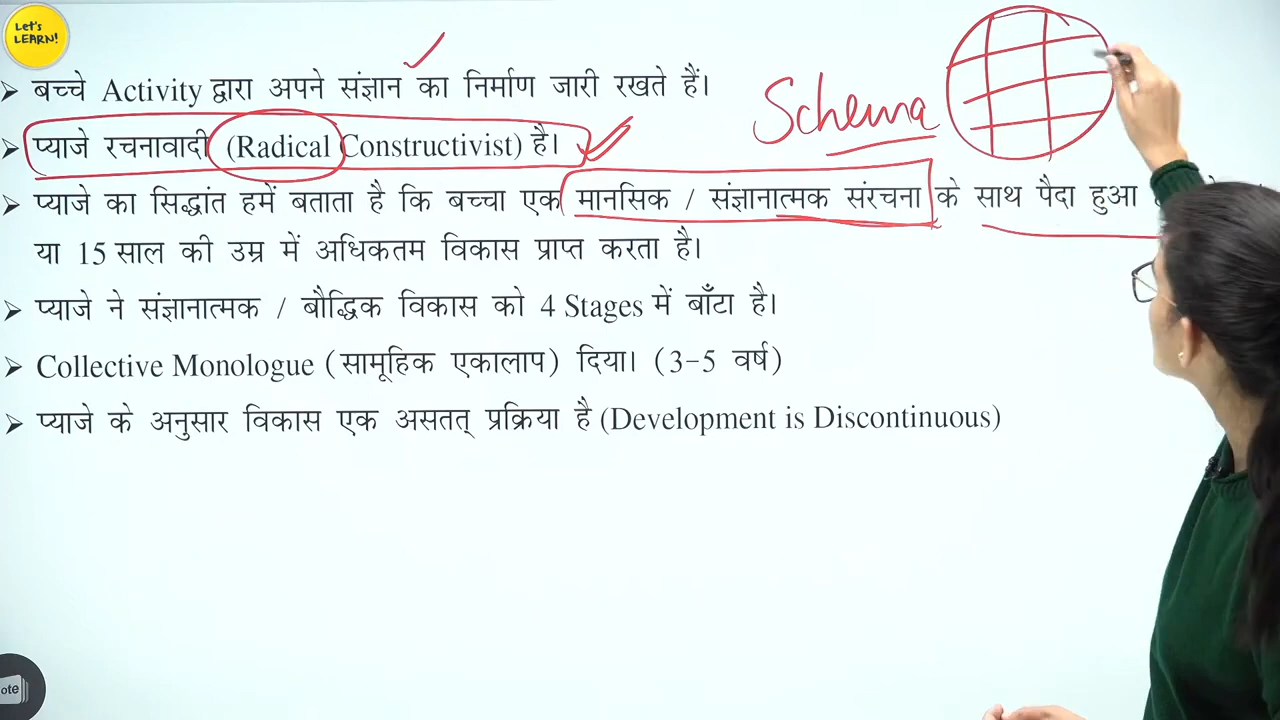 Let's
LEARN!
➤ बच्चे Activity द्वारा अपने संज्ञान का निर्माण जारी रखते हैं।
Schema
➤ प्याजे रचनावादी (Radical Constructivist) है।
➤ प्याजे का सिद्धांत हमें बताता है कि बच्चा एक मानसिक / संज्ञानात्मक संरचना के साथ पैदा हुआ
या 15 साल की उम्र में अधिकतम विकास प्राप्त करता है।
➤ प्याजे ने संज्ञानात्मक / बौद्धिक विकास को 4 Stages में बाँटा है।
➤ Collective Monologue (सामूहिक एकालाप) दिया। (3-5 वर्ष)
➤ प्याजे के अनुसार विकास एक असतत् प्रक्रिया है (Development is Discontinuous)
ote